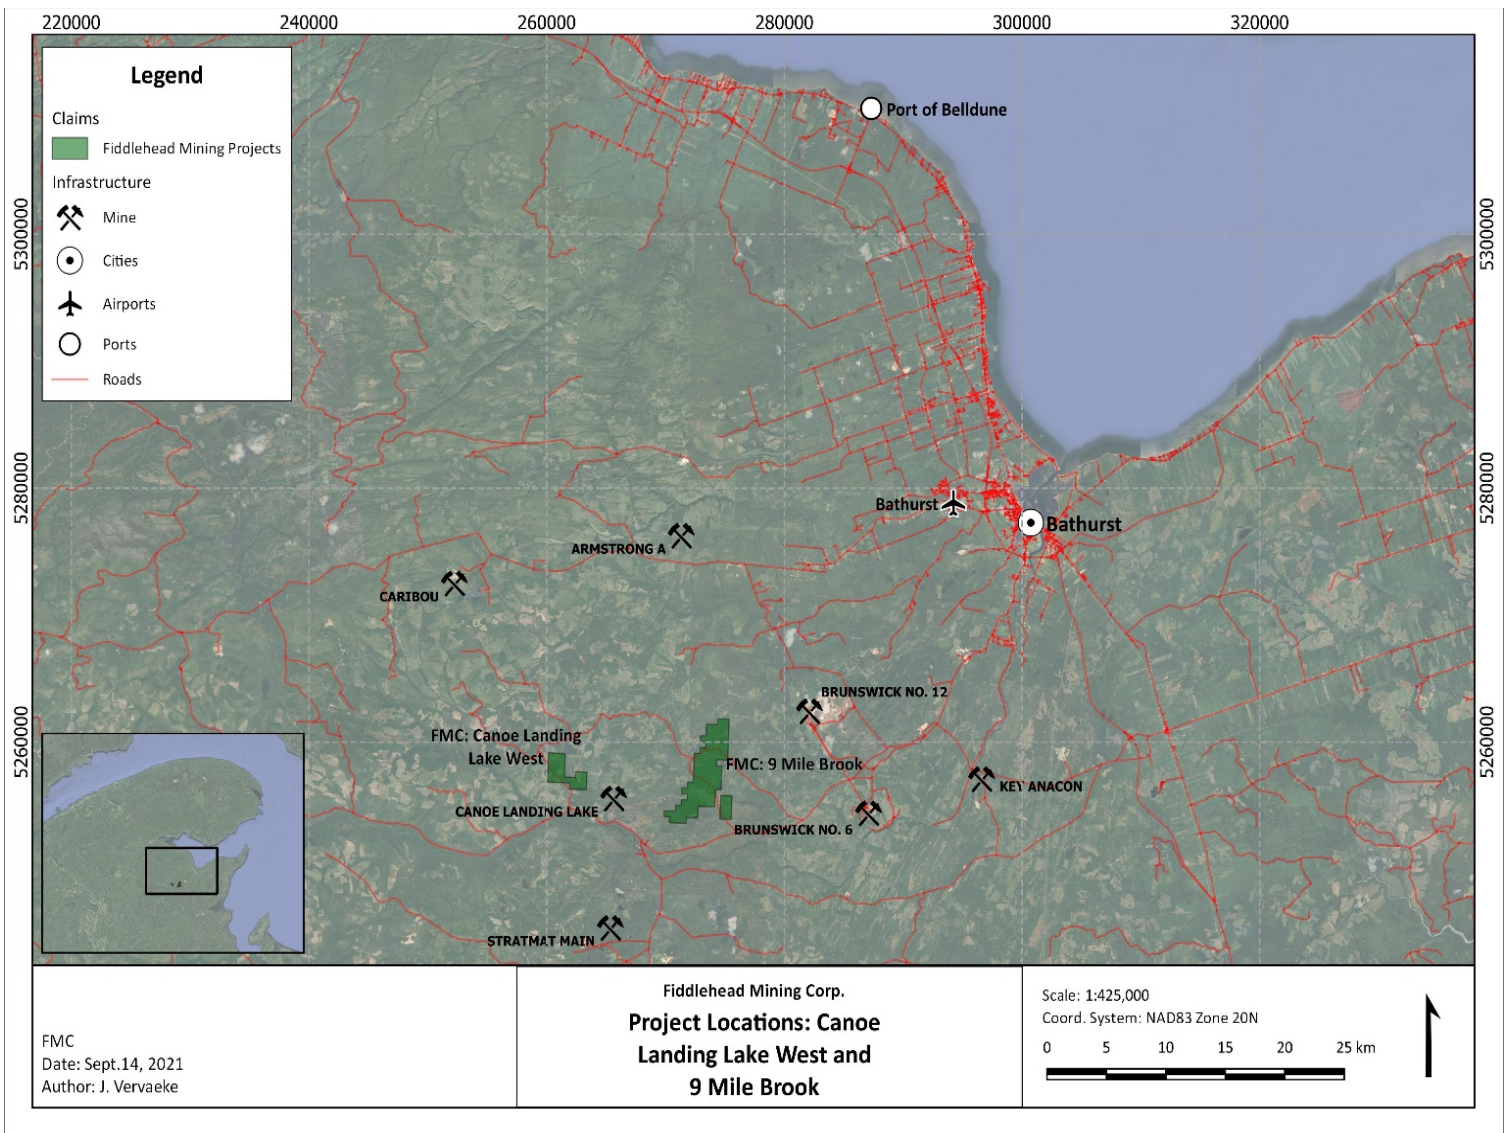 220000
240000
260000
280000
300000
320000
Legend
Claims
Fiddlehead Mining Projects
Infrastructure
Mine
Cities
Airports
Ports
Roads
Port of Belldune
5300000
5300000
5280000
5280000
Bathurst
Bathurst
ARMSTRONG A
CARIBOU
BRUNSWICK NO. 12
5260000
5260000
FMC: Canoe Landing
Lake West
FMC: 9 Mile Brook
KEY ANACON
CANOE LANDING LAKE
BRUNSWICK NO. 6
STRATMAT MAIN
FMC
Date: Sept.14, 2021
Author: J. Vervaeke
Fiddlehead Mining Corp.
Project Locations: Canoe
Landing Lake West and
9 Mile Brook
Scale: 1:425,000
Coord. System: NAD83 Zone 20N
0 5 10 15 20 25 km